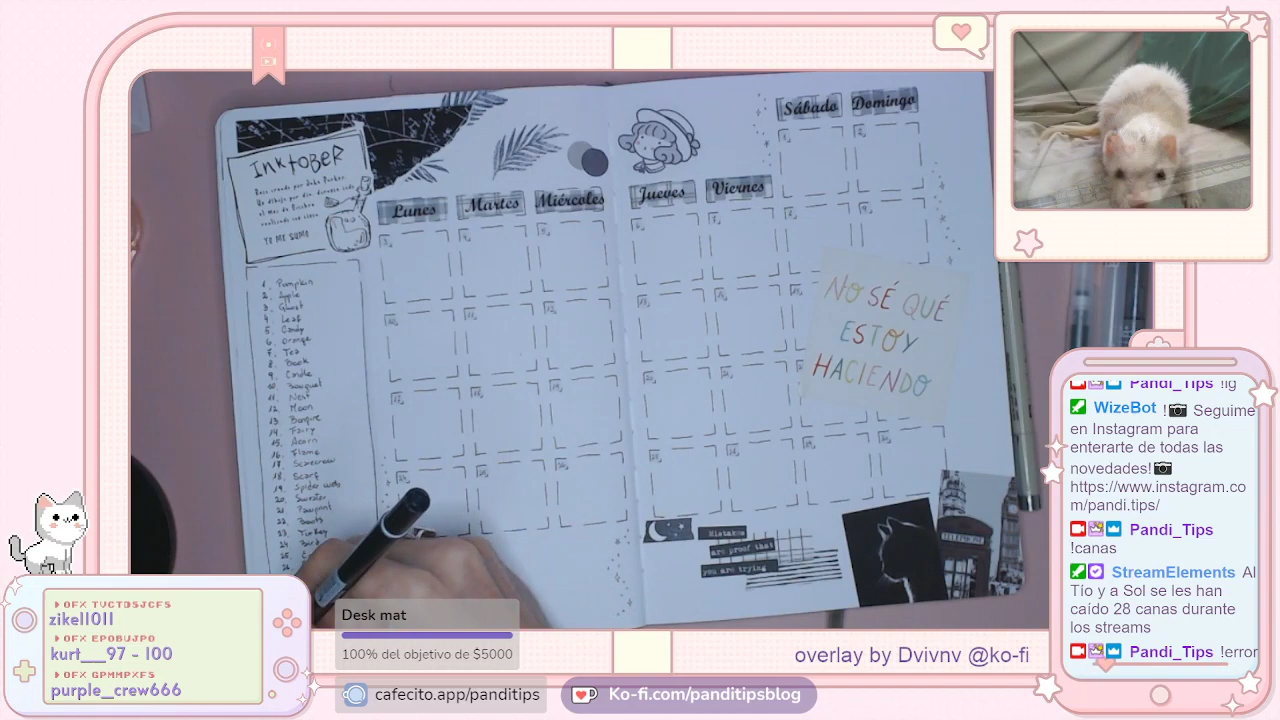 Inktober
YO ME SUMO
1. Pumpkin
2. Apple
3. Ghost
4. Leaf
5. Candy
6. Orange
7. Tea
8. Book
9. Candle
10. Bouquet
11. Nest
12. Moon
13. Bonfire
14. Fairy
15. Acorn
16. Flame
17. Scarecrow
18. Scarf
19. Spider web
20. Sweater
21. Pawprint
22. Boots
23. Turkey
24.
25.
Lunes Martes Miércoles Jueves Viernes Sábado Domingo
NO SÉ QUÉ
ESTOY
HACIENDO
Mistakes
are proof that
you are trying
TELEPHONE
Pandi_Tips !ig
WizeBot ! Seguime
en Instagram para
enterarte de todas las
novedades!
https://www.instagram.co
m/pandi.tips/
Pandi_Tips
!canas
StreamElements Al
Tío y a Sol se les han
caído 28 canas durante
los streams
Pandi_Tips !error
OFX TVCTDSJCFS
zikel1011
OFX EPOBUJPO
kurt__97 - 100
OFX GPMMPXFS
purple_crew666
Desk mat
100% del objetivo de $5000
cafecito.app/panditips
Ko-fi.com/panditipsblog
overlay by Dvivnv @ko-fi